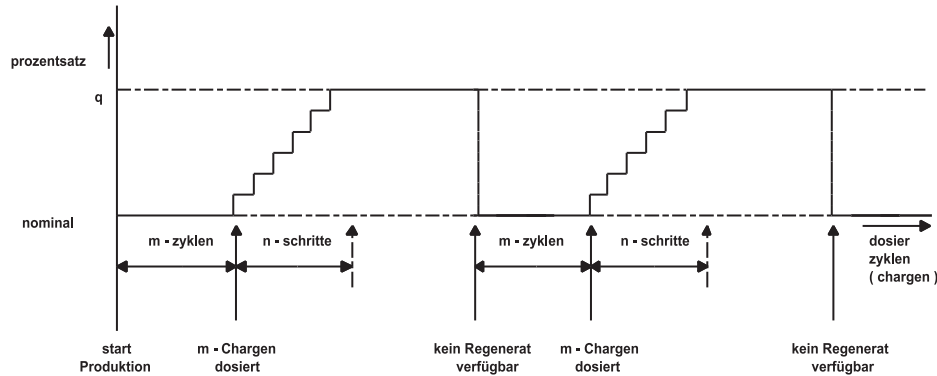 prozentsatz
q
nominal
m - zyklen
n - schritte
m - zyklen
n - schritte
dosier
zyklen
( chargen )
start
Produktion
m - Chargen
dosiert
kein Regenerat
verfügbar
m - Chargen
dosiert
kein Regenerat
verfügbar